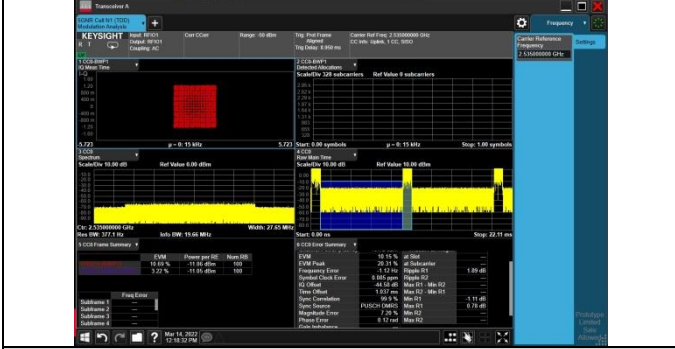 Transceiver A
Modulation Analysis
Frequency
KEYSIGHT
Input: RFIO1
Output: RFIO1
Coupling: AC
Corr CCorr
Range: -50 dBm
Trig: Prd Frame
Aligned
Trig Delay: 8.950 ms
Carrier Ref Freq: 2.535000000 GHz
CC Info: Uplink, 1 CC, SISO
Carrier Reference
Frequency
Settings
2.535000000 GHz
1 CC0-BWP1
IQ Meas Time
I-Q
-5.723
µ – 0: 15 kHz
5.723
2 CC0-BWP1
Detected Allocations
Scale/Div 328 subcarriers
Ref Value 0 subcarriers
Start: 0.00 symbols
µ – 0: 15 kHz
Stop: 1.00 symbols
3 CC0
Spectrum
Scale/Div 10.00 dB
Ref Value 0.00 dBm
Ctr: 2.535000000 GHz
Width: 27.65 MHz
Res BW: 377.1 Hz
Info BW: 19.66 MHz
4 CC0
Raw Main Time
Scale/Div 10.00 dB
Ref Value 10.00 dBm
Start: 0.00 ns
Stop: 22.11 ms
5 CC0 Frame Summary
EVM
Power per RE
Num RB
10.69 %
-11.06 dBm
100
3.22 %
-11.05 dBm
100
Freq Error
Subframe 1
Subframe 2
Subframe 3
Subframe 4
6 CC0 Error Summary
EVM 10.15 % at Slot
EVM Peak 20.31 % at Subcarrier
Frequency Error -1.12 Hz Ripple R1 1.89 dB
Symbol Clock Error 0.085 ppm Ripple R2
IQ Offset -44.58 dB Max R1 - Min R2
Time Offset 1.037 ms Max R2 - Min R1
Sync Correlation 99.9 % Min R1 -1.11 dB
Sync Source PUSCH DMRS Max R1 0.78 dB
Magnitude Error 7.20 % Min R2
Phase Error 0.12 rad Max R2
Mar 14, 2022
12:18:32 PM
Prototype
Limited
Sale
Allowed